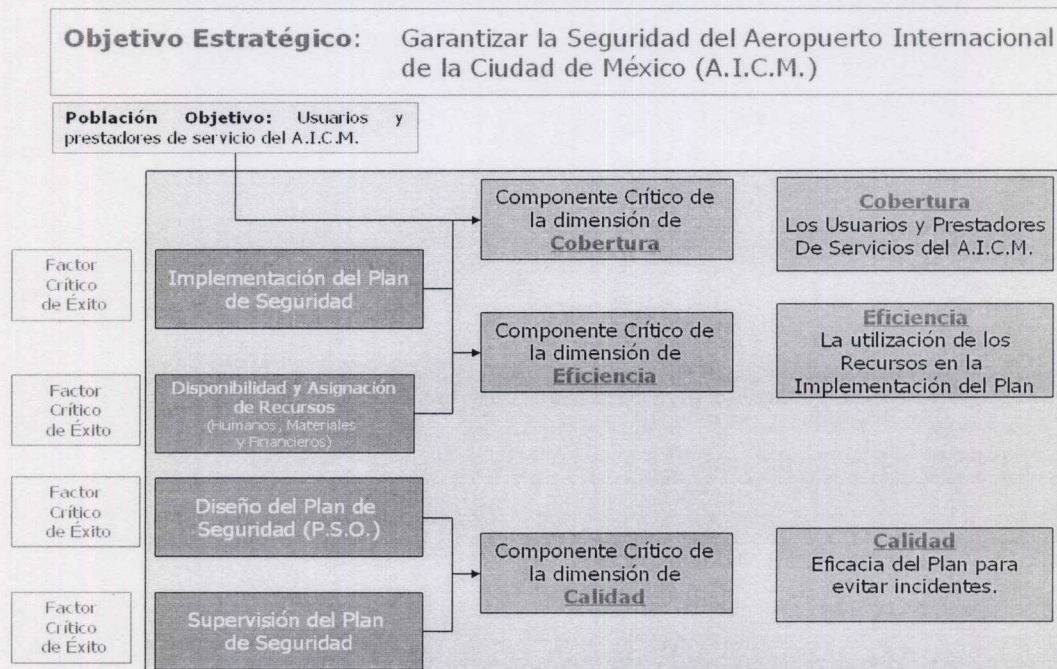 Objetivo Estratégico: Garantizar la Seguridad del Aeropuerto Internacional
de la Ciudad de México (A.I.C.M.)
Población Objetivo: Usuarios y
prestadores de servicio del A.I.C.M.
Componente Crítico de
la dimensión de
Cobertura
Cobertura
Los Usuarios y Prestadores
De Servicios del A.I.C.M.
Factor
Crítico
de Éxito
Implementación del Plan
de Seguridad
Componente Crítico de
la dimensión de
Eficiencia
Eficiencia
La utilización de los
Recursos en la
Implementación del Plan
Factor
Crítico
de Éxito
Disponibilidad y Asignación
de Recursos
(Humanos, Materiales
y Financieros)
Factor
Crítico
de Éxito
Diseño del Plan de
Seguridad (P.S.O.)
Componente Crítico de
la dimensión de
Calidad
Calidad
Eficacia del Plan para
evitar incidentes.
Factor
Crítico
de Éxito
Supervisión del Plan
de Seguridad